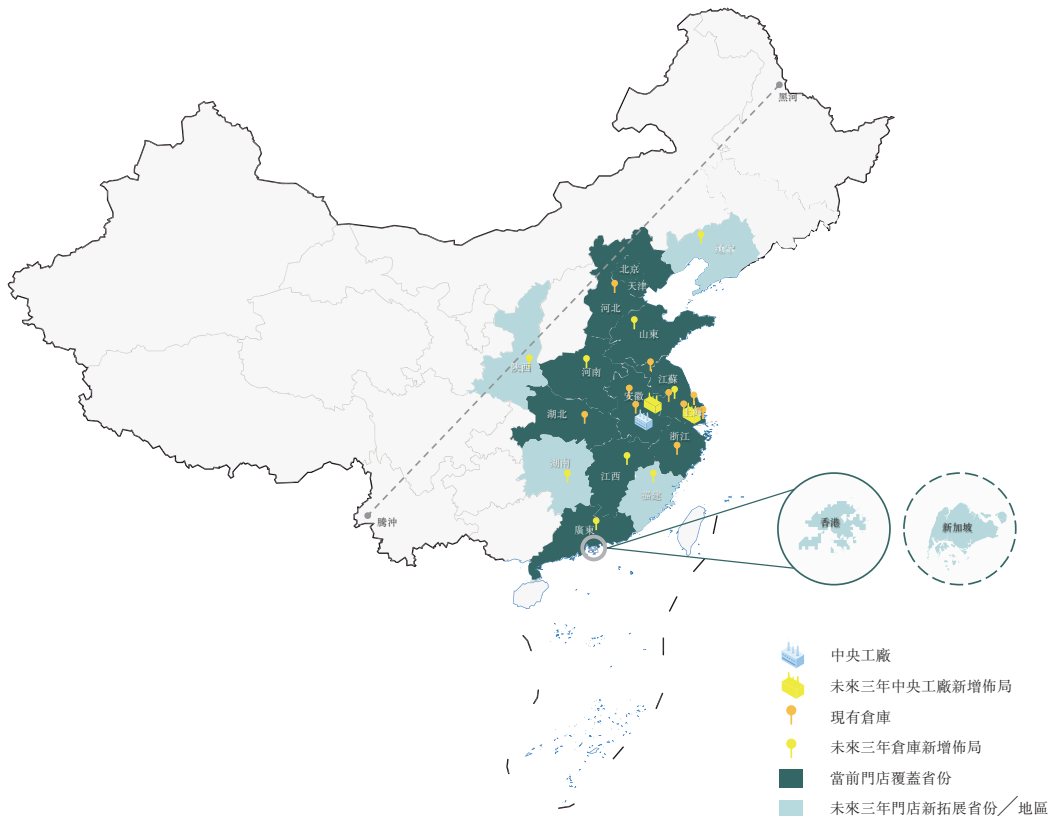 黑河
遼寧
北京
天津
河北
山東
陝西
河南
江蘇
安徽
上海
湖北
浙江
湖南
江西
福建
騰沖
廣東
香港
新加坡
中央工廠
未來三年中央工廠新增佈局
現有倉庫
未來三年倉庫新增佈局
當前門店覆蓋省份
未來三年門店新拓展省份／地區